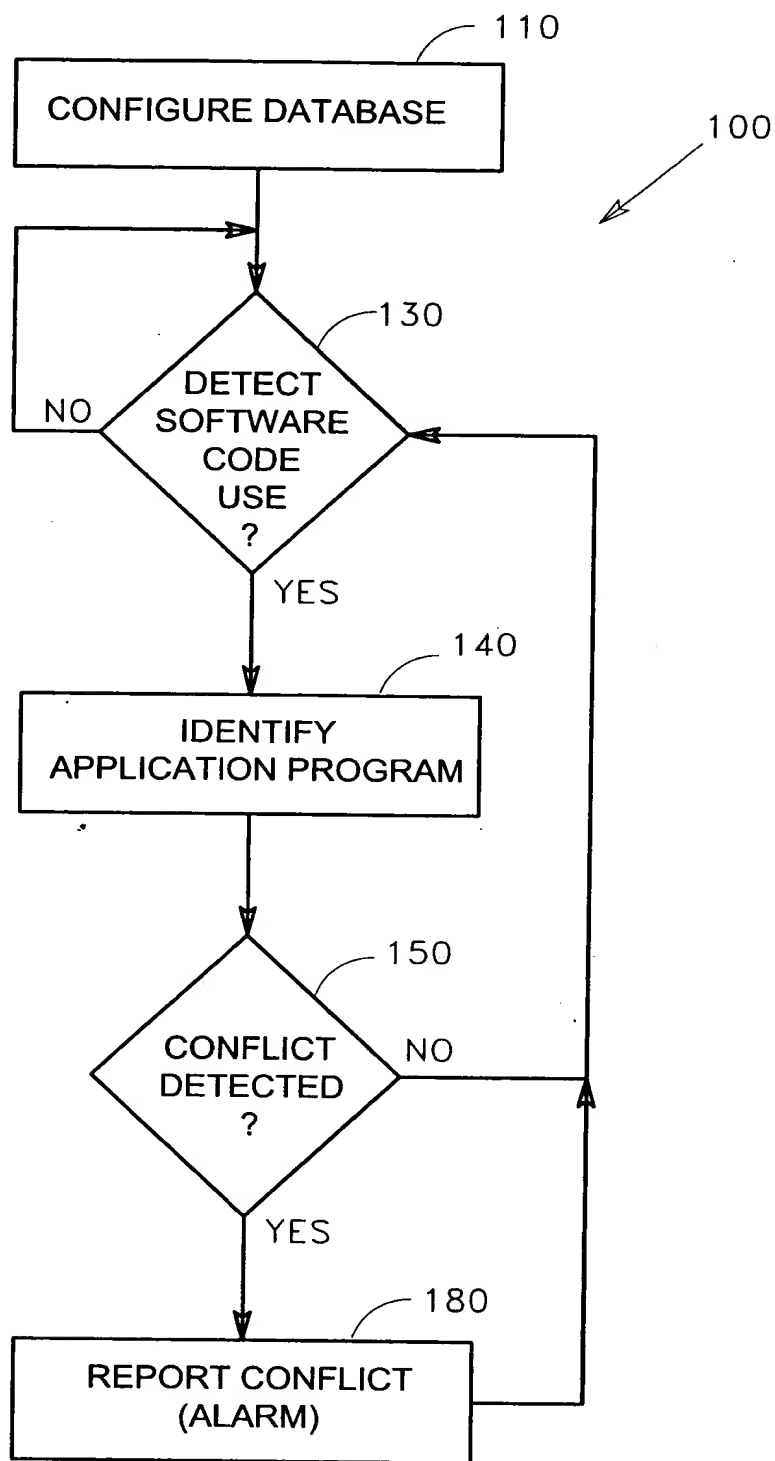 110
CONFIGURE DATABASE
100
130
DETECT
SOFTWARE
CODE
USE
?
NO
YES
140
IDENTIFY
APPLICATION PROGRAM
150
CONFLICT
DETECTED
?
NO
YES
180
REPORT CONFLICT
(ALARM)